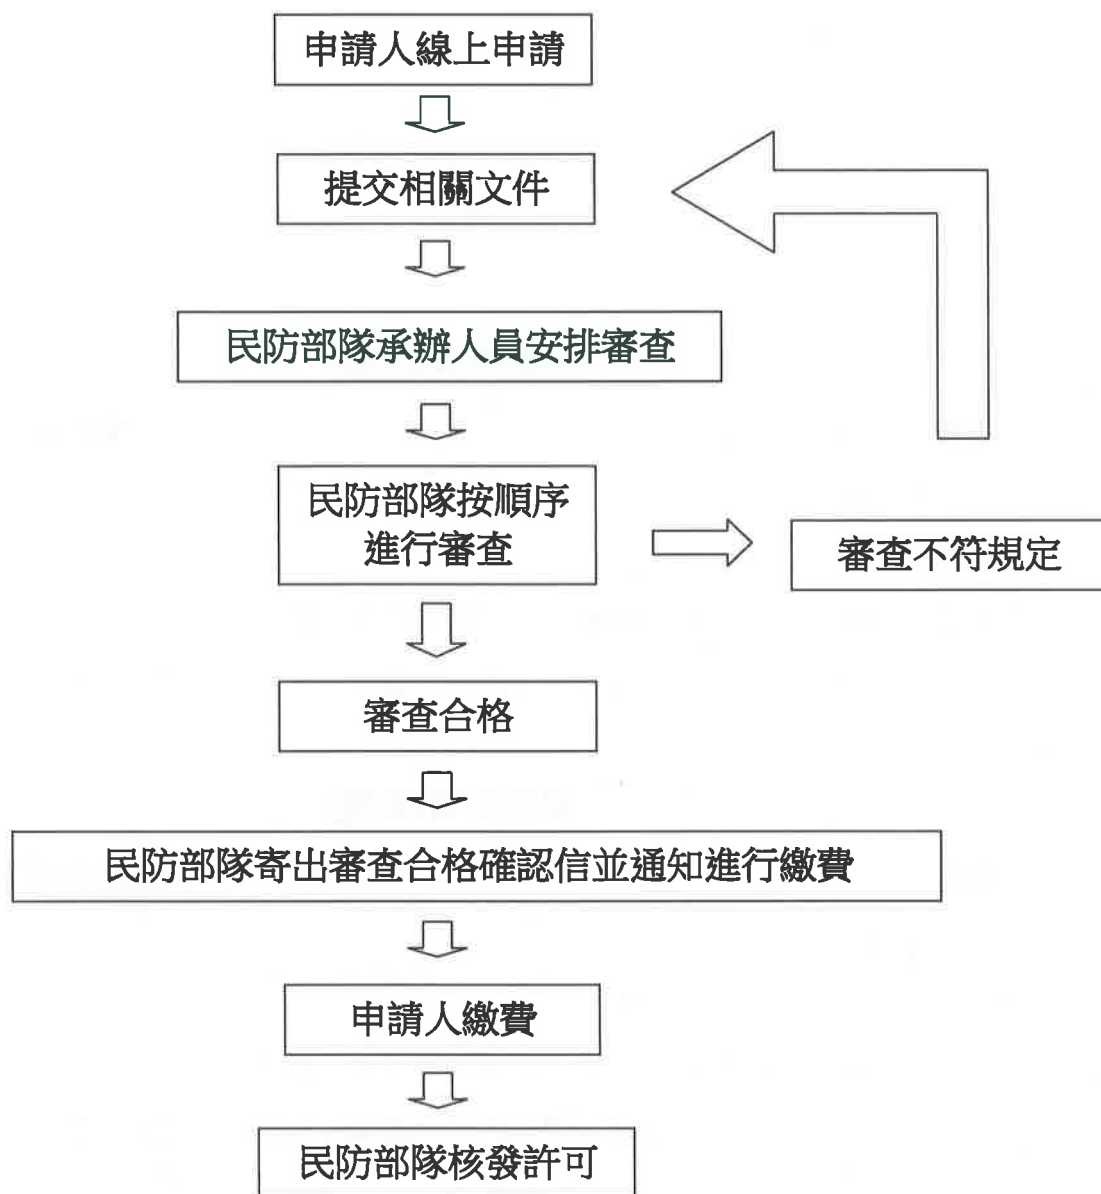 申請人線上申請
提交相關文件
民防部隊承辦人員安排審查
民防部隊按順序
進行審查
審查不符規定
審查合格
民防部隊寄出審查合格確認信並通知進行繳費
申請人繳費
民防部隊核發許可